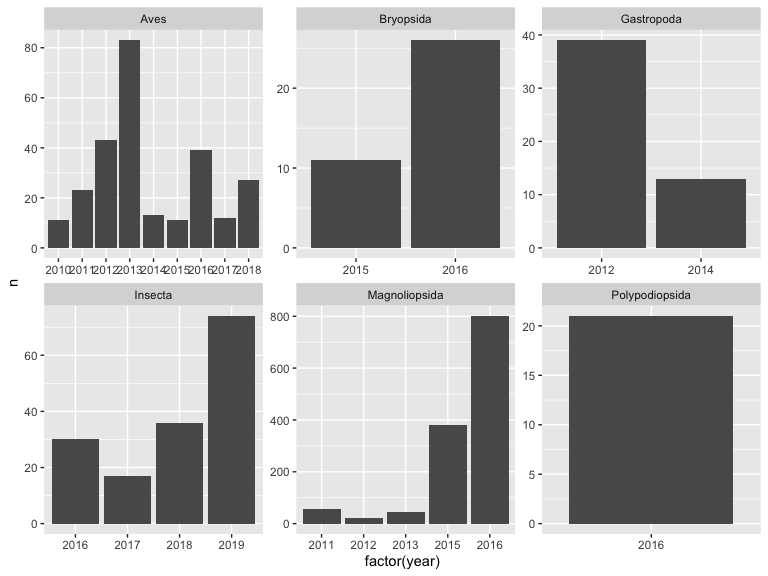 Aves
80
60
40
20
0
2010 2011 2012 2013 2014 2015 2016 2017 2018
Bryopsida
20
10
0
2015 2016
Gastropoda
40
30
20
10
0
2012 2014
n
Insecta
60
40
20
0
2016 2017 2018 2019
Magnoliopsida
800
600
400
200
0
2011 2012 2013 2015 2016
Polypodiopsida
20
15
10
5
0
2016
factor(year)